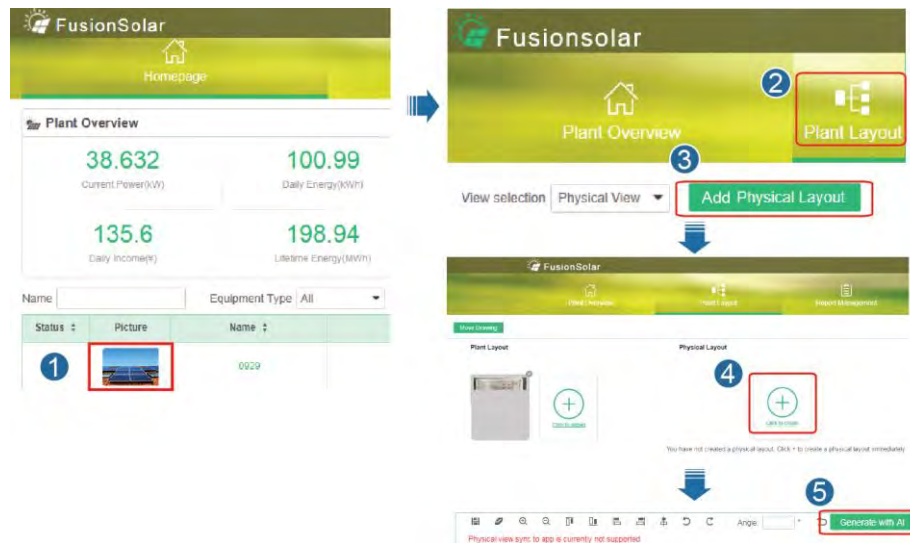 FusionSolar
Homepage
Plant Overview
38.632
100.99
Current Power(kW)
Daily Energy(kWh)
135.6
198.94
Daily Income(¥)
Lifetime Energy(MWh)
Name
Equipment Type All
Status
Picture
Name
1
0929
Fusionsolar
2
Plant Overview
Plant Layout
3
View selection Physical View
Add Physical Layout
FusionSolar
Plant Overview
Plant Layout
Report Management
Show Drawing
Plant Layout
Physical Layout
4
Click to upload
Click to create
You have not created a physical layout. Click + to create a physical layout immediately
5
Angle:
°
Generate with AI
Physical view sync to app is currently not supported